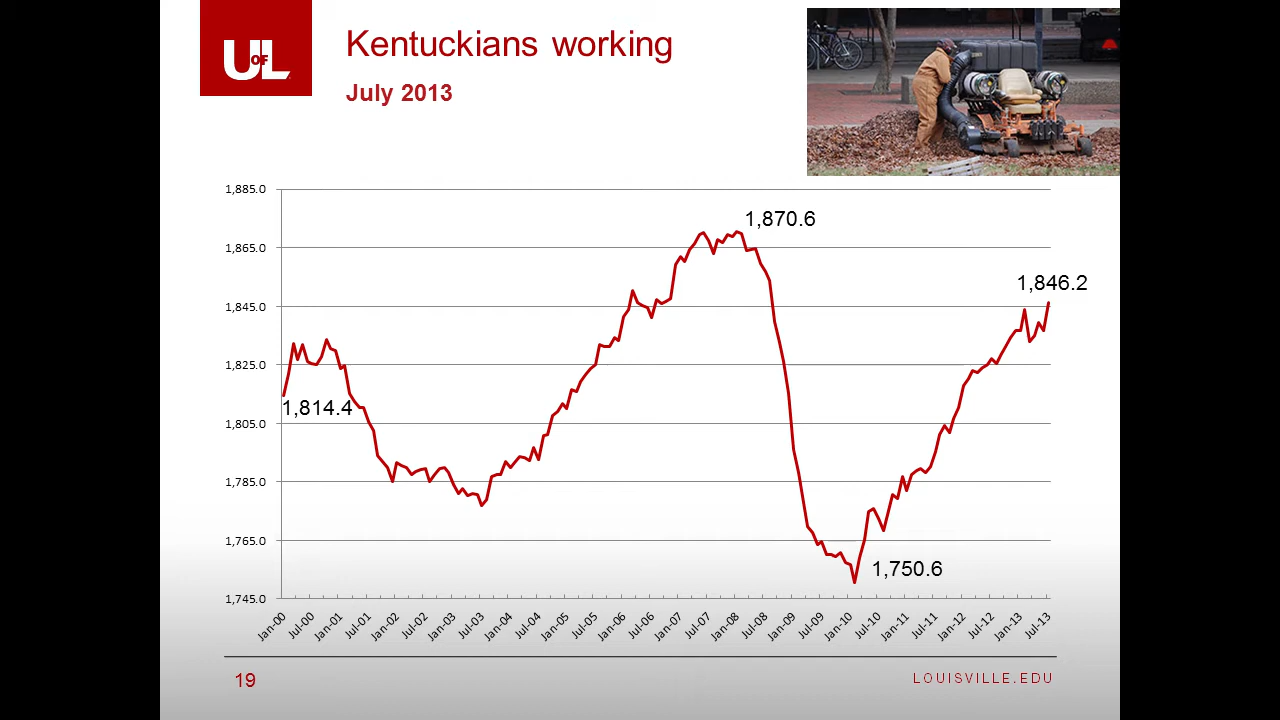 UofL
Kentuckians working
July 2013
1,885.0
1,865.0
1,845.0
1,825.0
1,805.0
1,785.0
1,765.0
1,745.0
1,870.6
1,846.2
1,814.4
1,750.6
Jan-00
Jul-00
Jan-01
Jul-01
Jan-02
Jul-02
Jan-03
Jul-03
Jan-04
Jul-04
Jan-05
Jul-05
Jan-06
Jul-06
Jan-07
Jul-07
Jan-08
Jul-08
Jan-09
Jul-09
Jan-10
Jul-10
Jan-11
Jul-11
Jan-12
Jul-12
Jan-13
Jul-13
19
LOUISVILLE.EDU